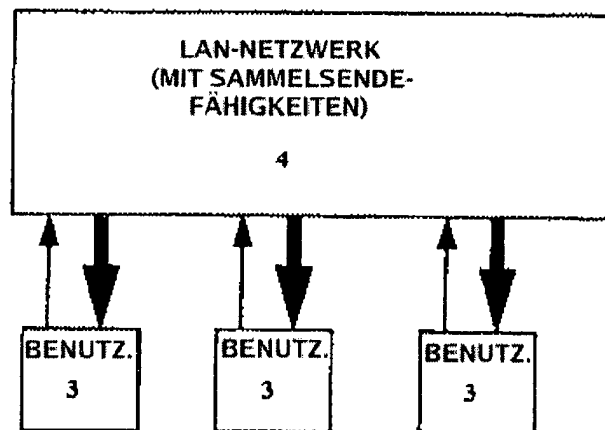 LAN-NETZWERK
(MIT SAMMELSENDE-
FÄHIGKEITEN)
4
BENUTZ. BENUTZ. BENUTZ.
3 3 3